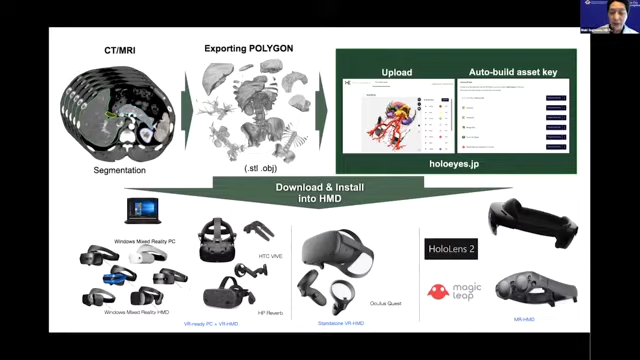 CT/MRI
Segmentation
Exporting POLYGON
(.stl .obj)
Upload
Auto-build asset key
holoeyes.jp
Download & Install
into HMD
Windows Mixed Reality PC
Windows Mixed Reality HMD
HTC VIVE
HP Reverb
VR-ready PC + VR-HMD
Oculus Quest
Standalone VR-HMD
HoloLens 2
magic
leap
MR-HMD